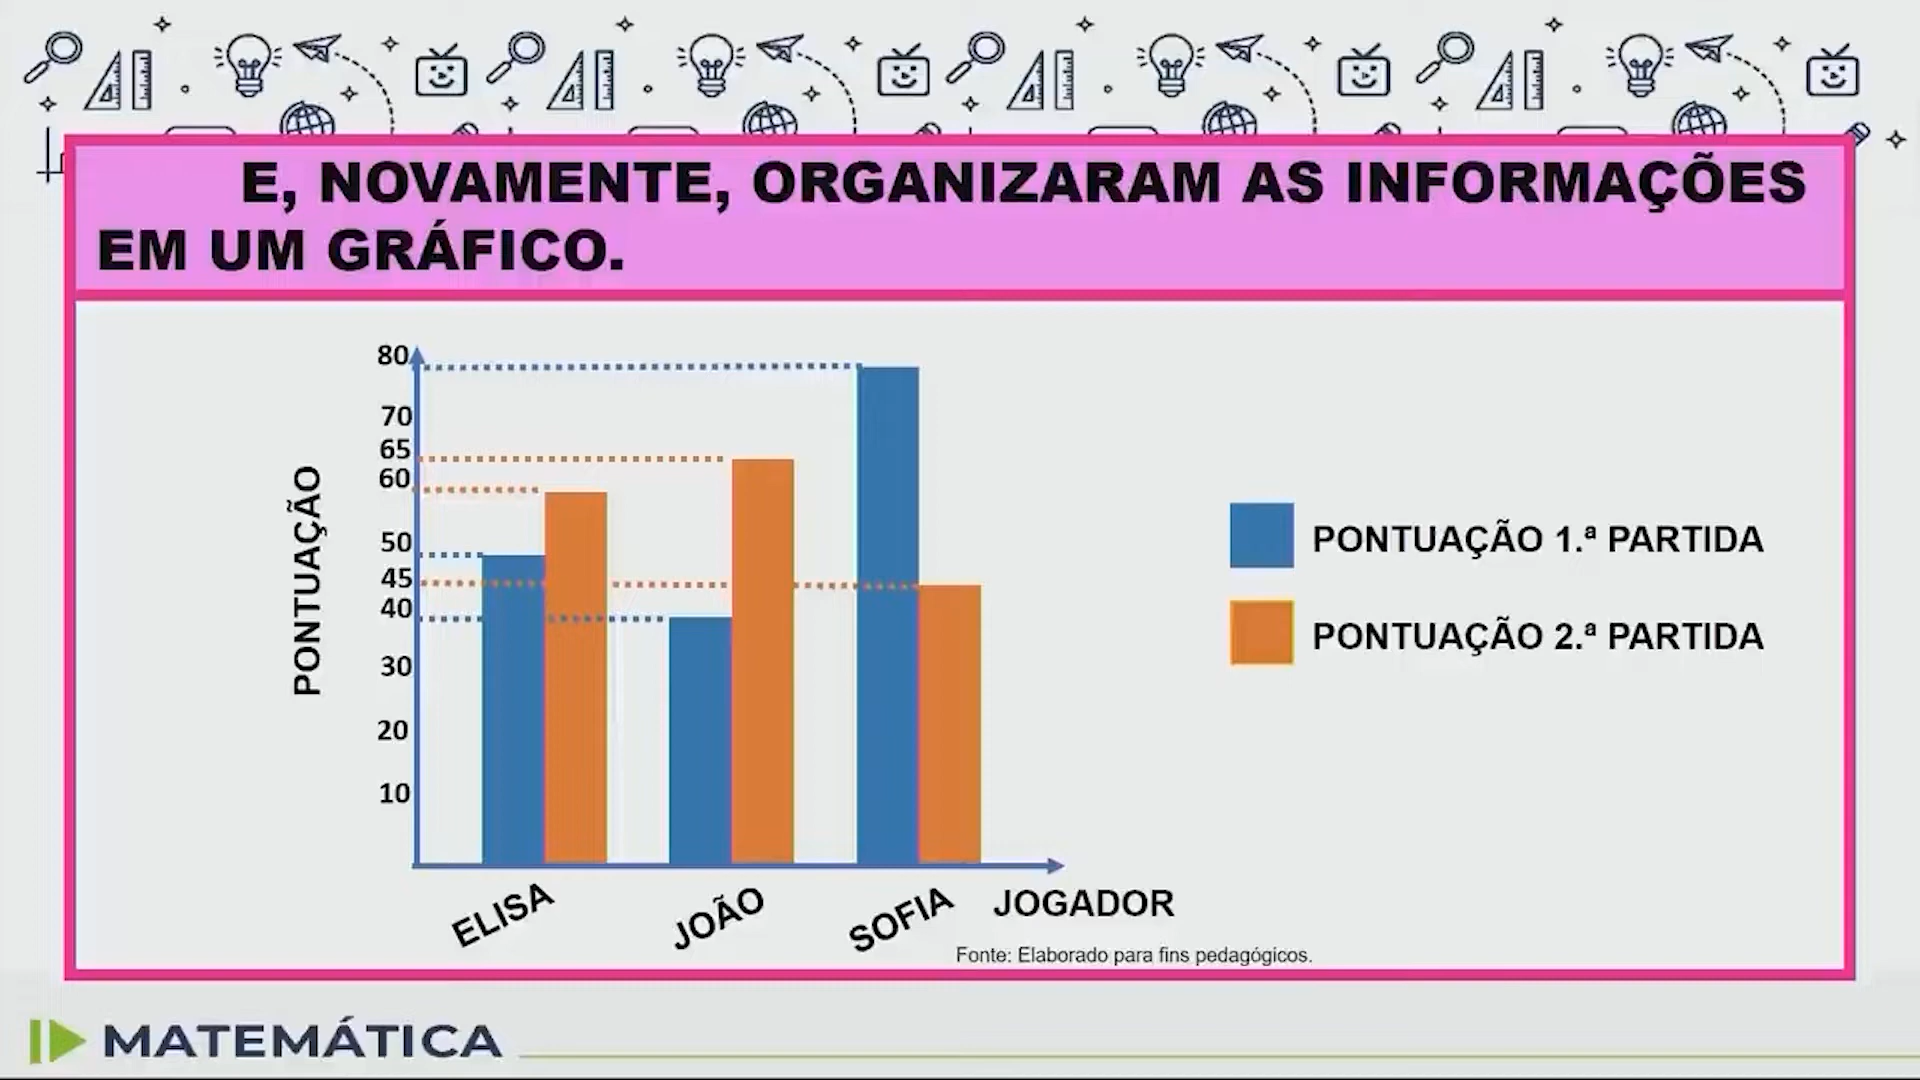 E, NOVAMENTE, ORGANIZARAM AS INFORMAÇÕES
EM UM GRÁFICO.
80
70
65
60
50
45
40
30
20
10
PONTUAÇÃO
ELISA
JOÃO
SOFIA
JOGADOR
PONTUAÇÃO 1.ª PARTIDA
PONTUAÇÃO 2.ª PARTIDA
Fonte: Elaborado para fins pedagógicos.
MATEMÁTICA